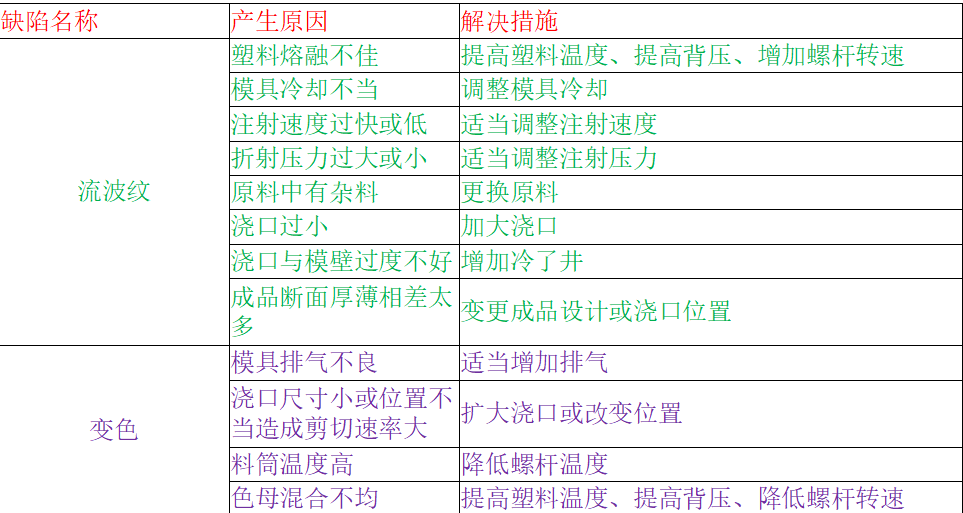 缺陷名称 产生原因 解决措施
塑料熔融不佳 提高塑料温度、提高背压、增加螺杆转速
模具冷却不当 调整模具冷却
注射速度过快或低 适当调整注射速度
折射压力过大或小 适当调整注射压力
流波纹 原料中有杂料 更换原料
浇口过小 加大浇口
浇口与模壁过度不好 增加冷了井
成品断面厚薄相差太
多 变更成品设计或浇口位置
模具排气不良 适当增加排气
变色 浇口尺寸小或位置不
当造成剪切速率大 扩大浇口或改变位置
料筒温度高 降低螺杆温度
色母混合不均 提高塑料温度、提高背压、降低螺杆转速